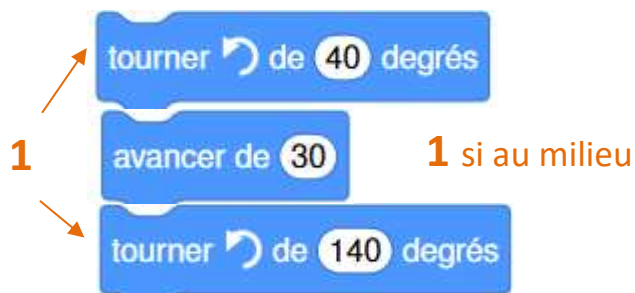 tourner de 40 degrés
1 avancer de 30 1 si au milieu
tourner de 140 degrés